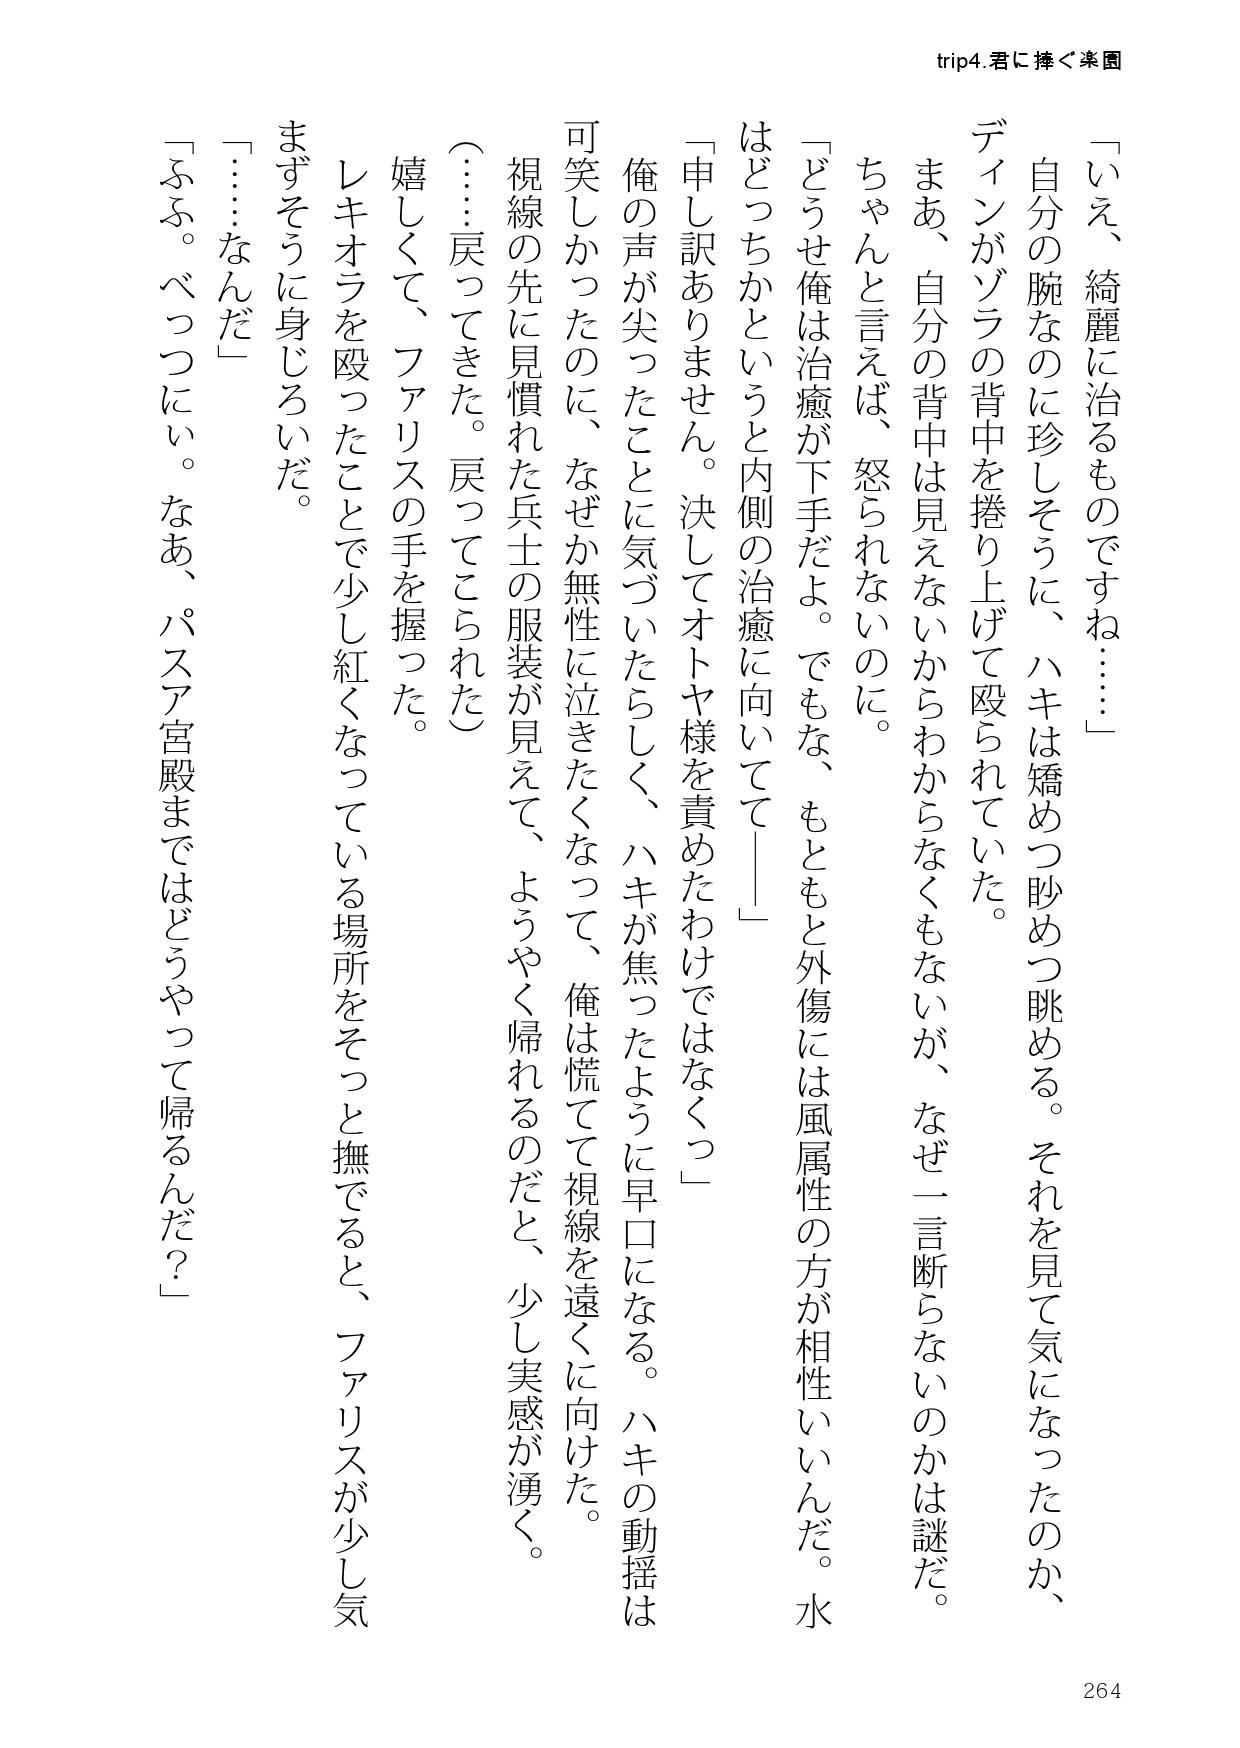 trip4.君に捧ぐ楽園
「いえ、綺麗に治るものですね……」
自分の腕なのに珍しそうに、ハキは矯めつ眇めつ眺める。それを見て気になったのか、
ディンがゾラの背中を捲り上げて殴られていた。
まあ、自分の背中は見えないからわからなくもないが、なぜ一言断らないのかは謎だ。
ちゃんと言えば、怒られないのに。
「どうせ俺は治癒が下手だよ。でもな、もともと外傷には風属性の方が相性いいんだ。水
はどっちかというと内側の治癒に向いてて――」
「申し訳ありません。決してオトヤ様を責めたわけではなくっ」
俺の声が尖ったことに気づいたらしく、ハキが焦ったように早口になる。ハキの動揺は
可笑しかったのに、なぜか無性に泣きたくなって、俺は慌てて視線を遠くに向けた。
視線の先に見慣れた兵士の服装が見えて、ようやく帰れるのだと、少し実感が湧く。
（……戻ってきた。戻ってこられた）
嬉しくて、ファリスの手を握った。
レキオラを殴ったことで少し紅くなっている場所をそっと撫でると、ファリスが少し気
まずそうに身じろいだ。
「……なんだ」
「ふふ。べっつにぃ。なあ、パスア宮殿まではどうやって帰るんだ？」
264